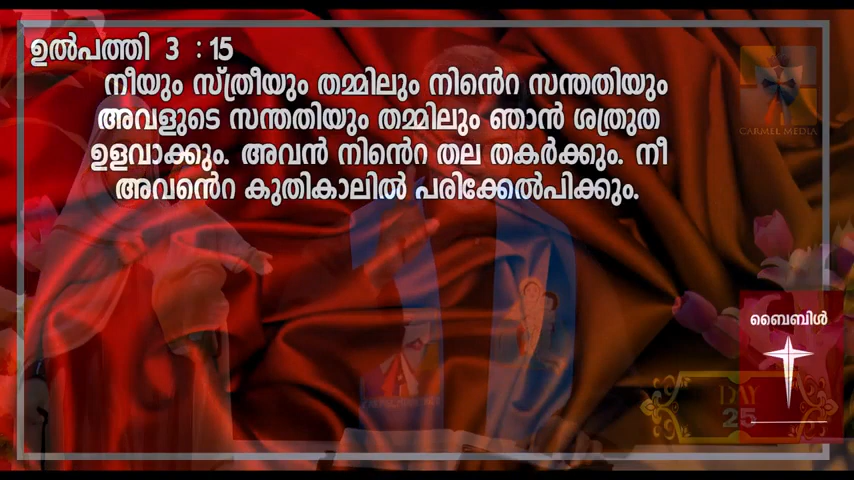 ഉൽപത്തി 3 : 15
നീയും സ്ത്രീയും തമ്മിലും നിൻെറ സന്തതിയും
അവളുടെ സന്തതിയും തമ്മിലും ഞാൻ ശത്രുത
ഉളവാക്കും. അവൻ നിൻെറ തല തകർക്കും. നീ
അവൻെറ കുതികാലിൽ പരിക്കേൽപിക്കും.
CARMEL MEDIA
ബൈബിൾ
DAY
25